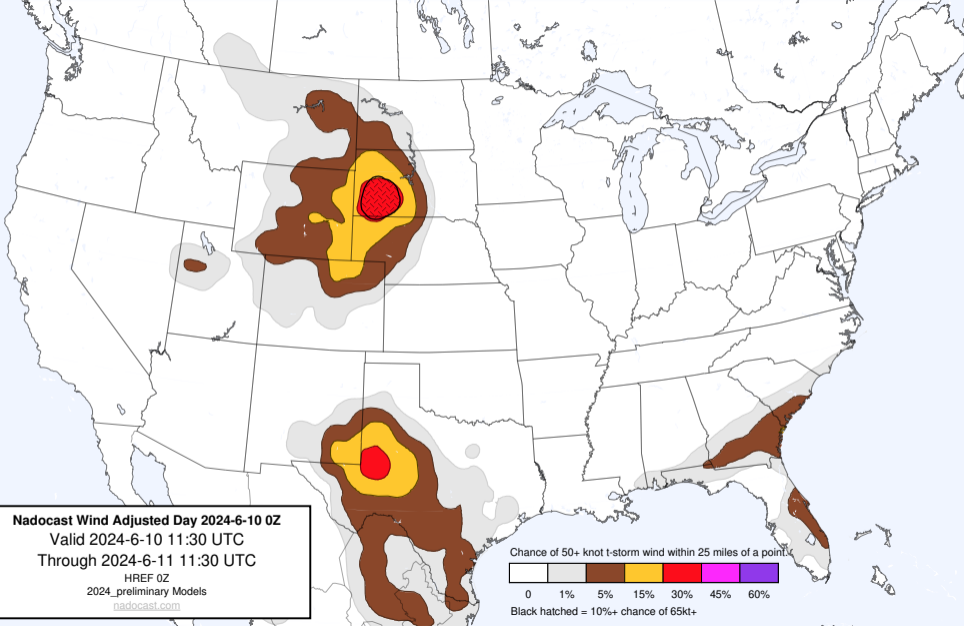 Nadocast Wind Adjusted Day 2024-6-10 0Z
Valid 2024-6-10 11:30 UTC
Through 2024-6-11 11:30 UTC
HREF 0Z
2024_preliminary Models
nadocast.com
Chance of 50+ knot t-storm wind within 25 miles of a point.
0 1% 5% 15% 30% 45% 60%
Black hatched = 10%+ chance of 65kt+